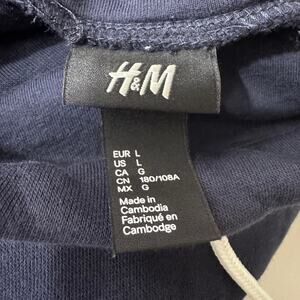 H&M
EUR L
US L
CA G
CN 180/108A
MX G
Made in
Cambodia
Fabriqué en
Cambodge